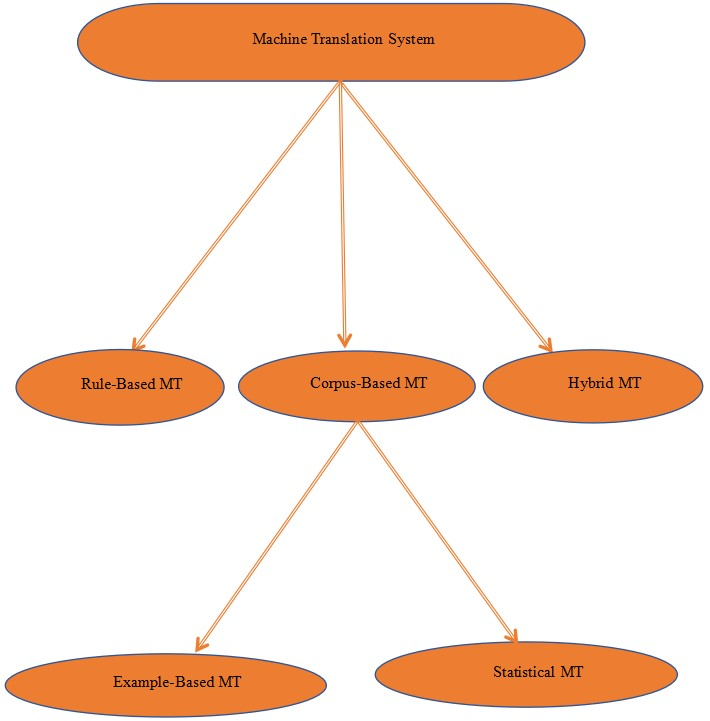 Machine Translation System
Rule-Based MT
Corpus-Based MT
Hybrid MT
Example-Based MT
Statistical MT